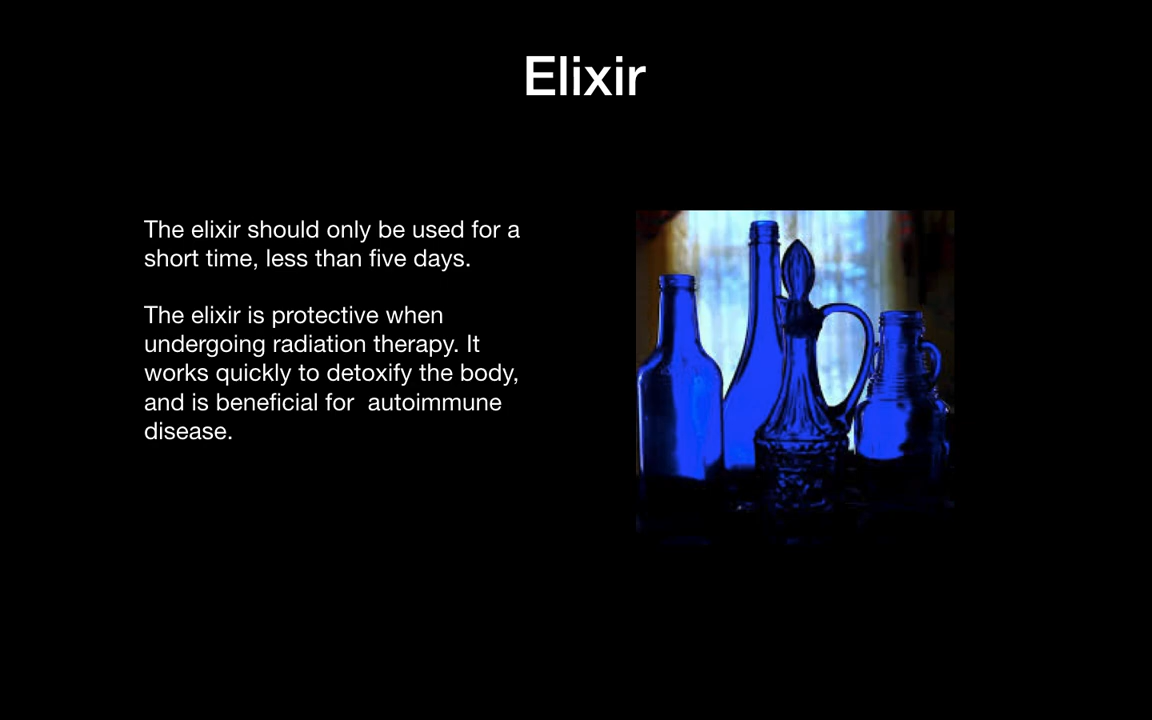 Elixir
The elixir should only be used for a
short time, less than five days.
The elixir is protective when
undergoing radiation therapy. It
works quickly to detoxify the body,
and is beneficial for  autoimmune
disease.